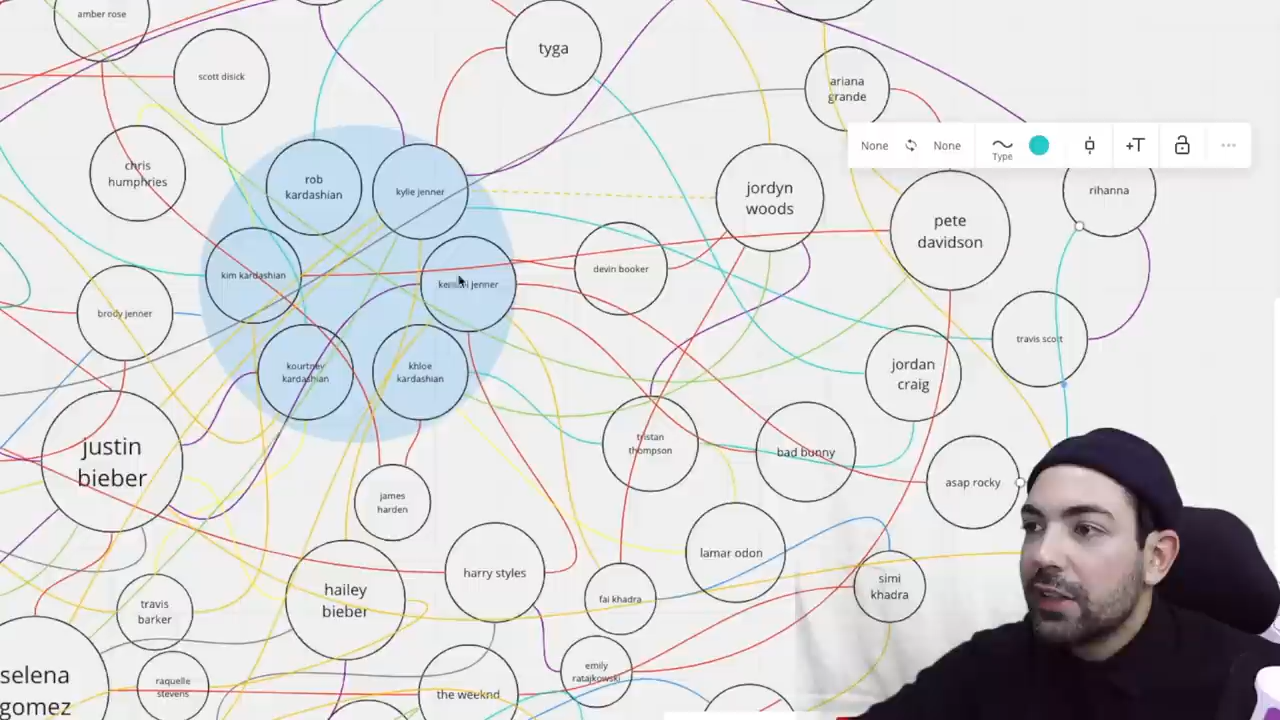 amber rose
scott disick
tyga
ariana
grande
None
None
Type
T
chris
humphries
rob
kardashian
kylie jenner
jordyn
woods
pete
davidson
rihanna
kim kardashian
kendall jenner
devin booker
brody jenner
travis scott
kourtney
kardashian
khloe
kardashian
jordan
craig
justin
bieber
tristan
thompson
bad bunny
asap rocky
james
harden
harry styles
lamar odon
hailey
bieber
fai khadra
simi
khadra
travis
barker
emily
ratajkowski
selena
gomez
raquelle
stevens
the weeknd